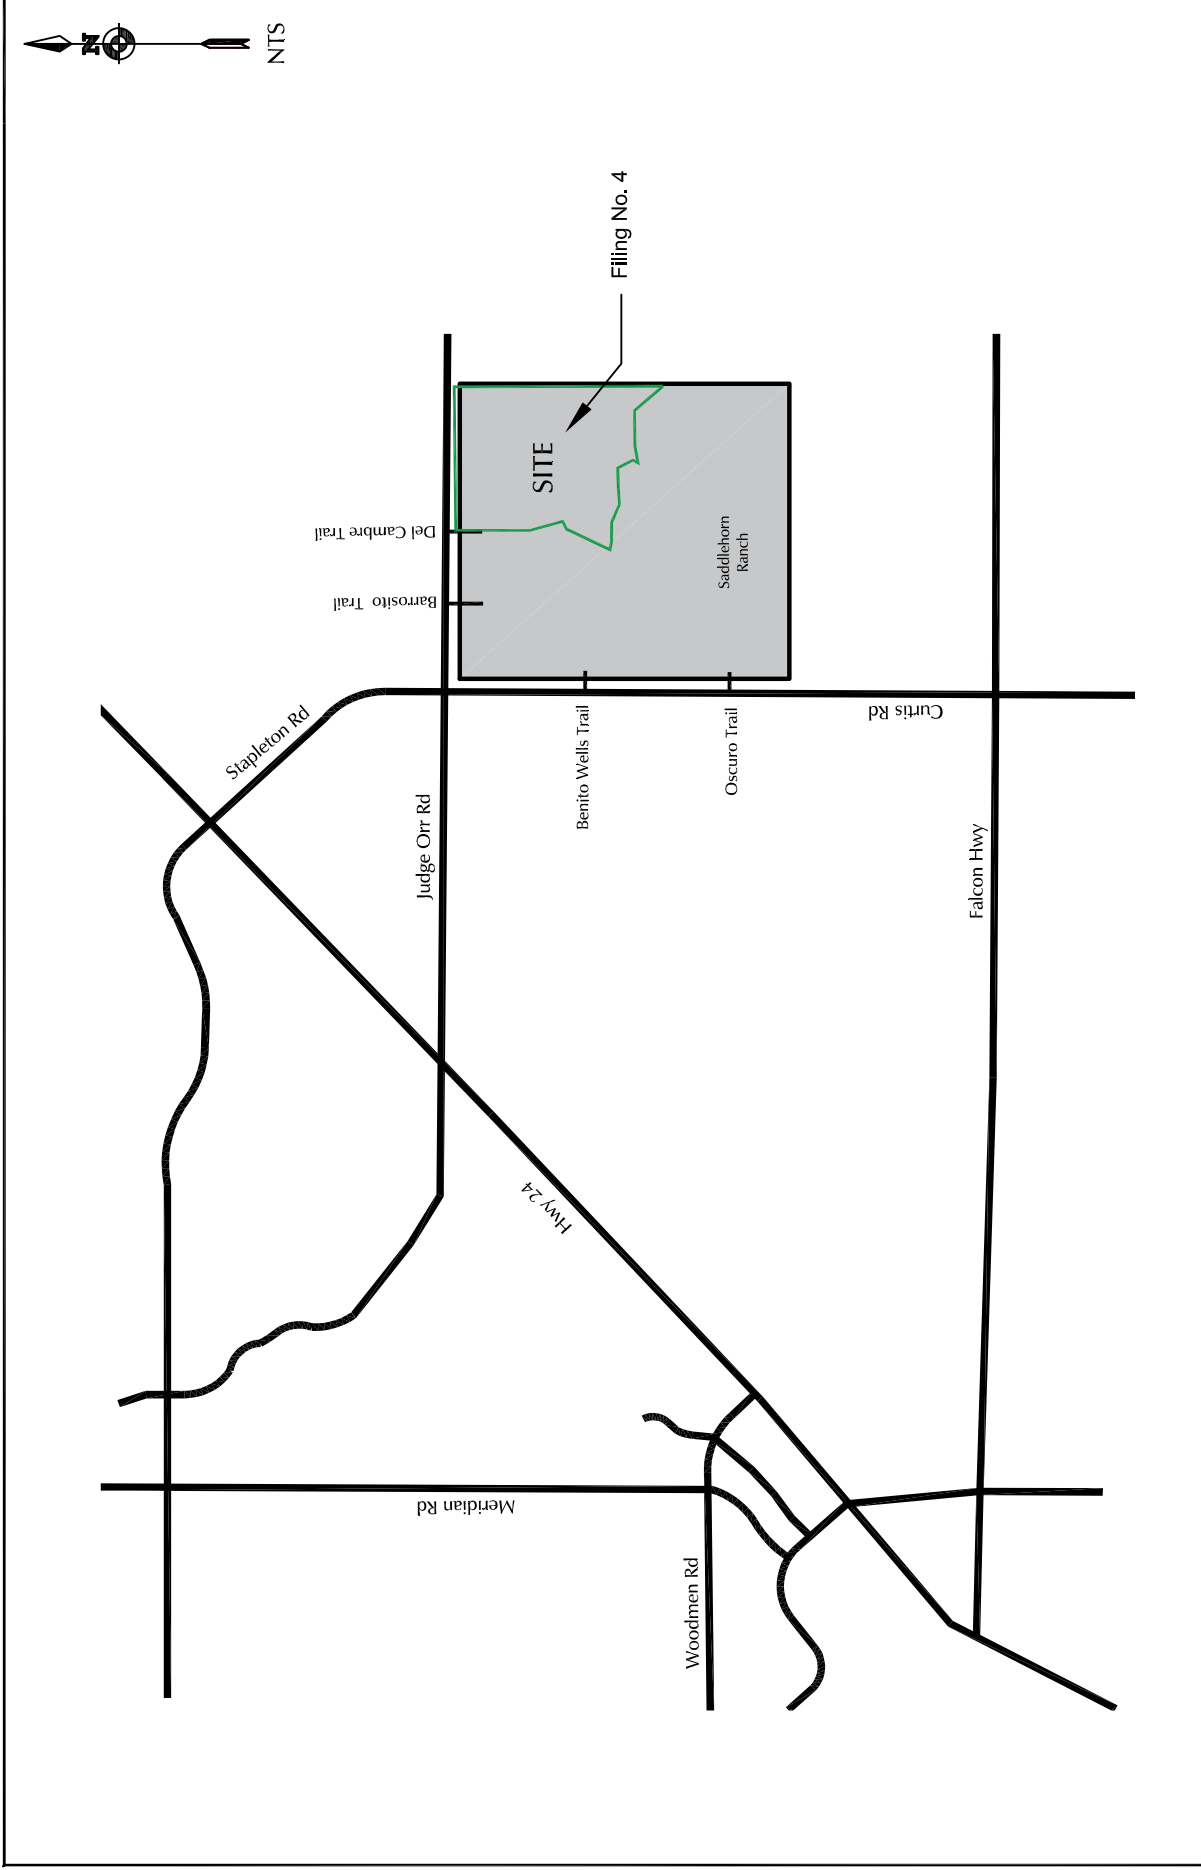 N
NTS
Filing No. 4
SITE
Del Cambre Trail
Barrosito Trail
Saddlehorn
Ranch
Stapleton Rd
Judge Orr Rd
Benito Wells Trail
Oscuro Trail
Curtis Rd
Falcon Hwy
Hwy 24
Meridian Rd
Woodmen Rd